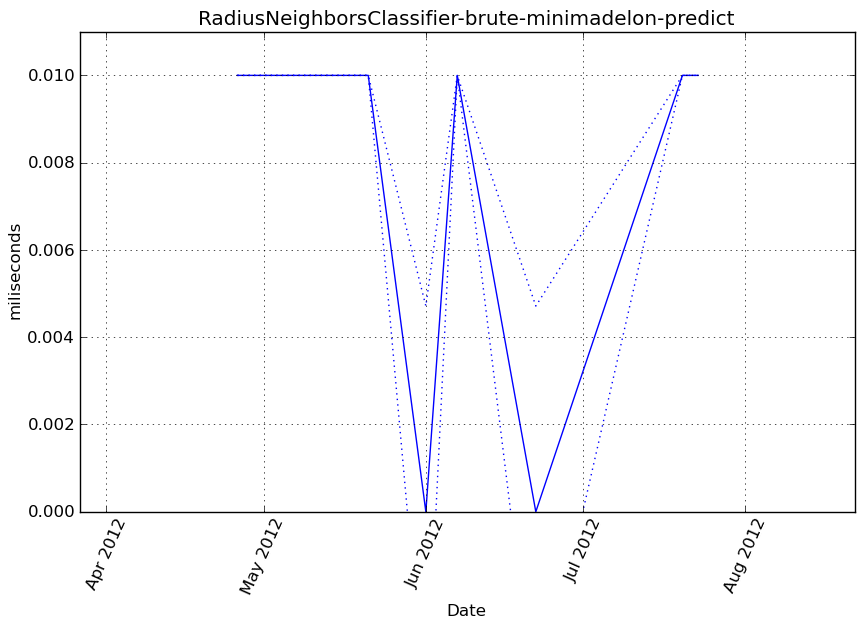 RadiusNeighborsClassifier-brute-minimadelon-predict
0.010
0.008
0.006
0.004
0.002
0.000
miliseconds
Apr 2012
May 2012
Jun 2012
Jul 2012
Aug 2012
Date